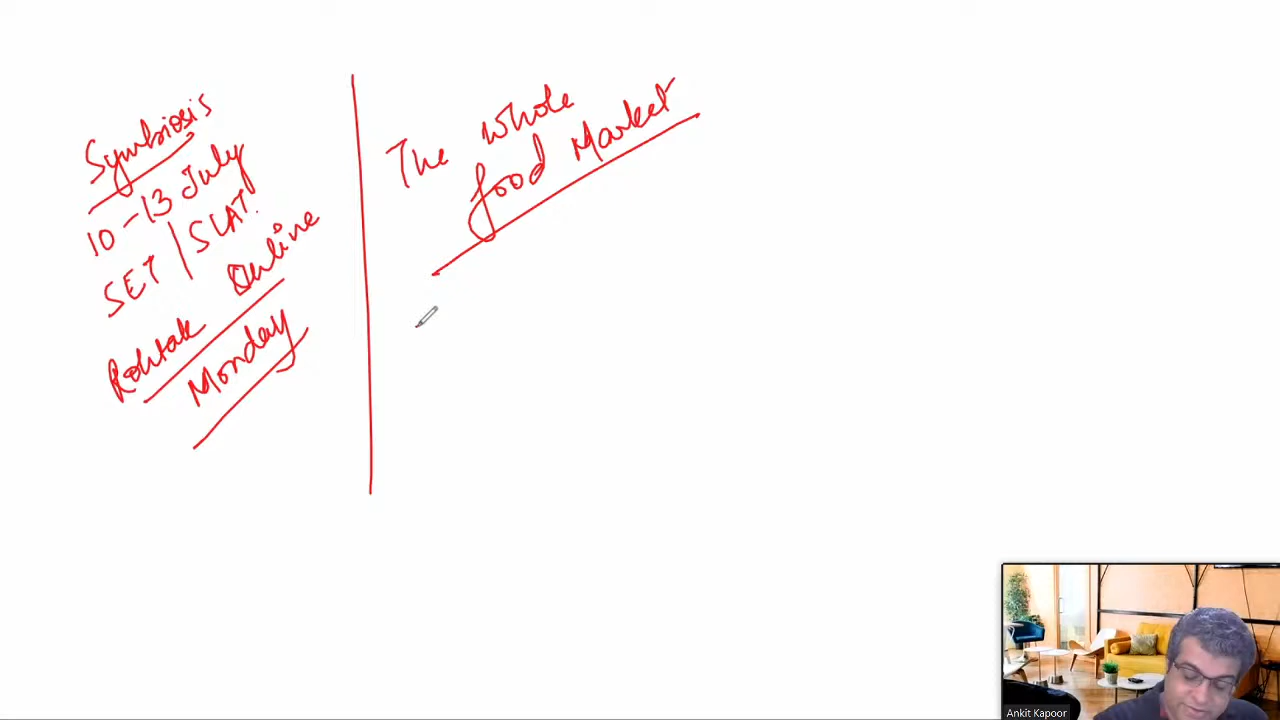 Symbiosis
10-13 July
SET / SLAT.
Online
Rohtak
Monday
The whole
food Market
Ankit Kapoor